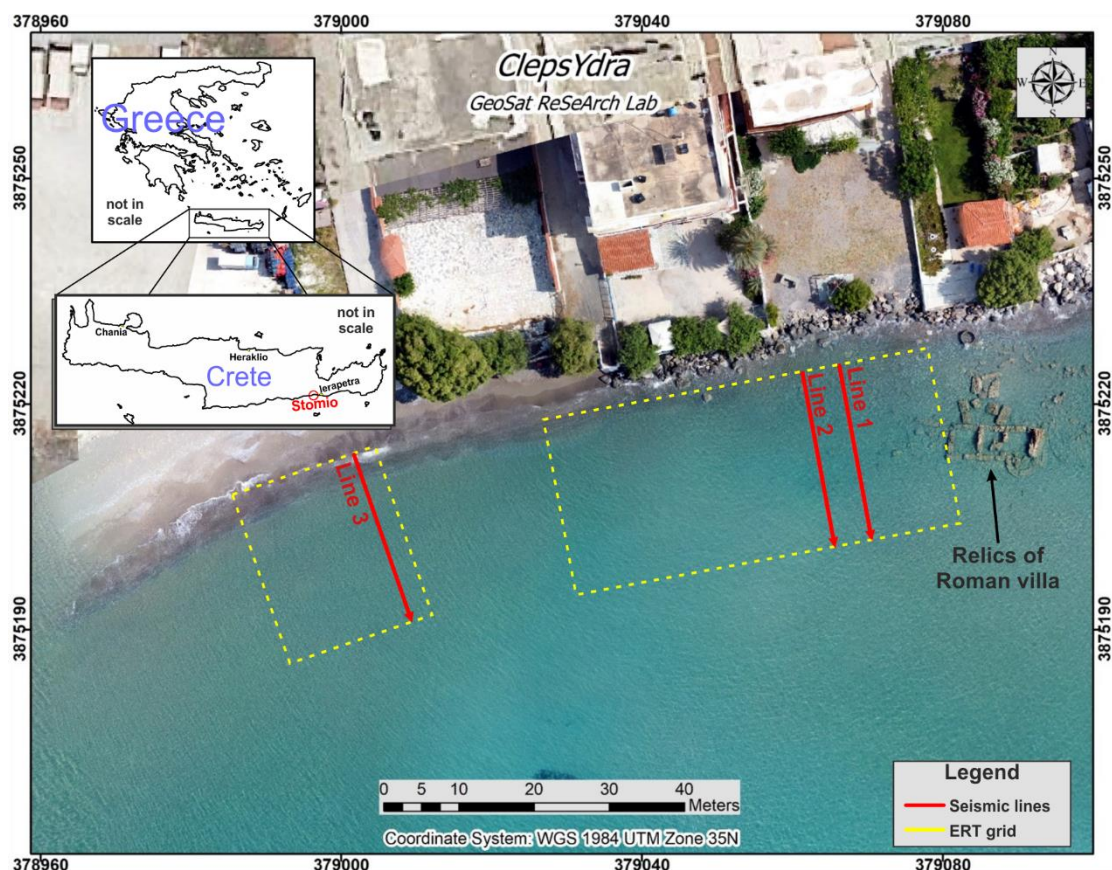 378960
379000
379040
379080
ClepsYdra
GeoSat ReSeArch Lab
N
W
E
S
Greece
not in
scale
3875250
3875250
not in
scale
Chania
Heraklio
Crete
Ierapetra
Stomio
3875220
3875220
Line 3
Line 2
Line 1
Relics of
Roman villa
3875190
3875190
0 5 10 20 30 40
Meters
Coordinate System: WGS 1984 UTM Zone 35N
Legend
Seismic lines
ERT grid
378960
379000
379040
379080